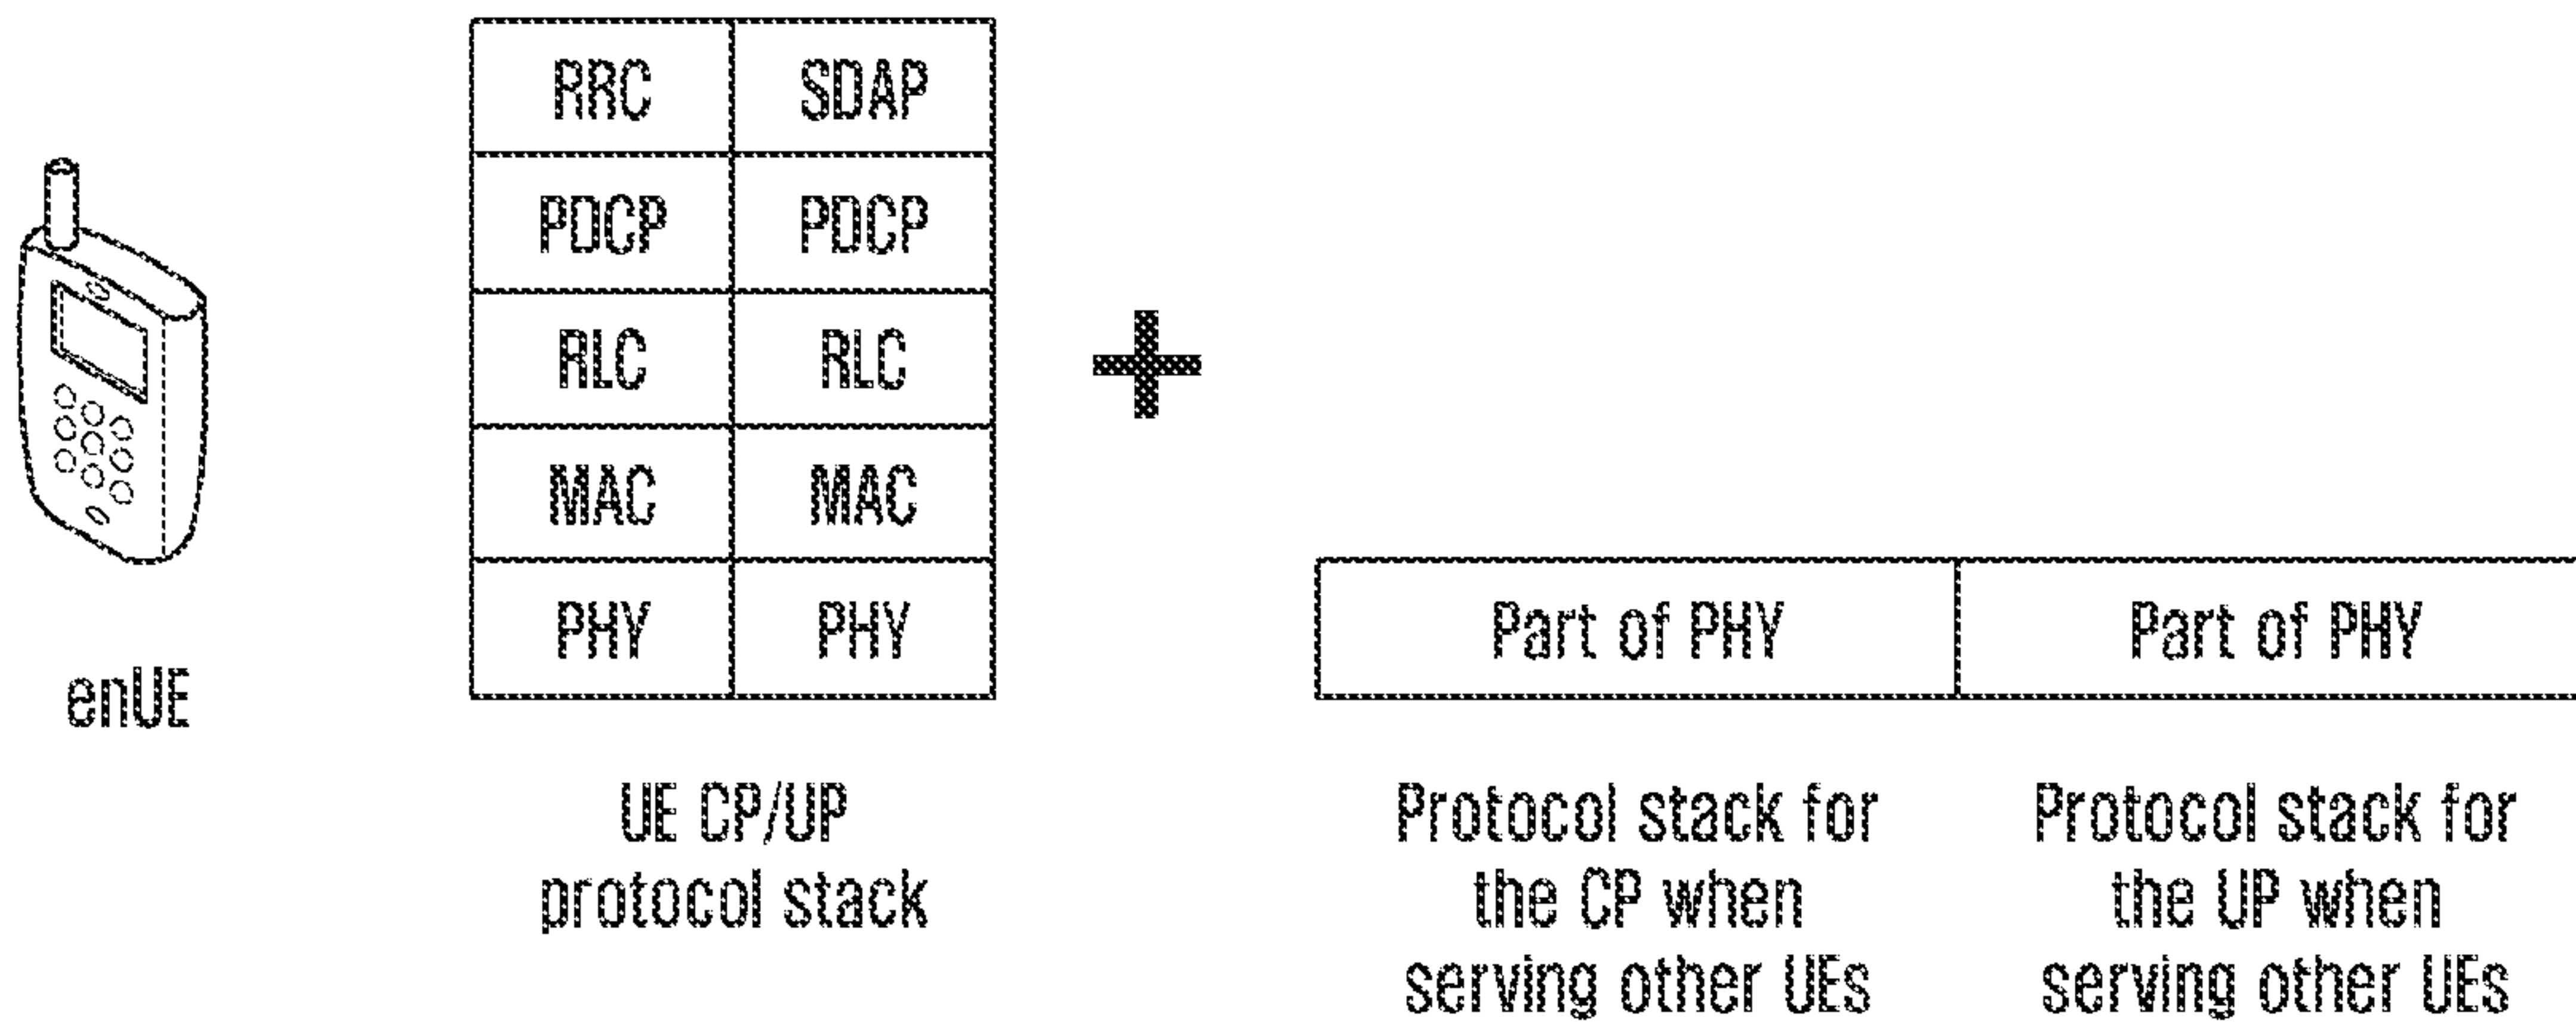 RRC SDAP
PDCP PDCP
RLC RLC
MAC MAC
PHY PHY
Part of PHY Part of PHY
enUE
UE CP/UP
protocol stack
Protocol stack for
the CP when
serving other UEs
Protocol stack for
the UP when
serving other UEs